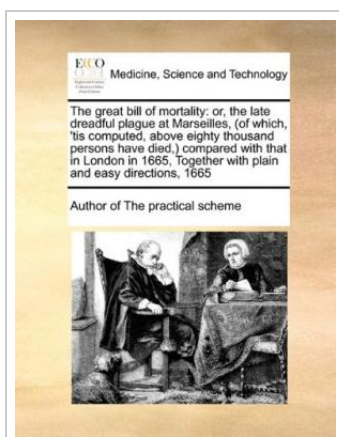 ECCO
Medicine, Science and Technology
The great bill of mortality: or, the late
dreadful plague at Marseilles, (of which,
'tis computed, above eighty thousand
persons have died,) compared with that
in London in 1665, Together with plain
and easy directions, 1665
Author of The practical scheme